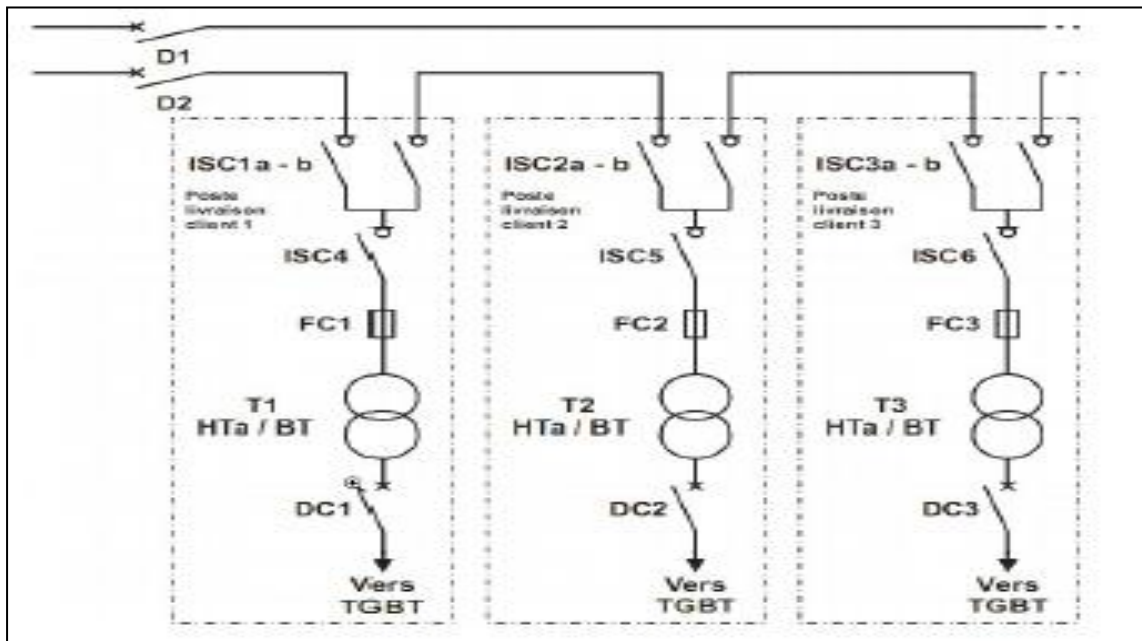 D1
D2
ISC1a - b
Poste
livraison
client 1
ISC4
FC1
T1
HTa / BT
DC1
Vers
TGBT
ISC2a - b
Poste
livraison
client 2
ISC5
FC2
T2
HTa / BT
DC2
Vers
TGBT
ISC3a - b
Poste
livraison
client 3
ISC6
FC3
T3
HTa / BT
DC3
Vers
TGBT